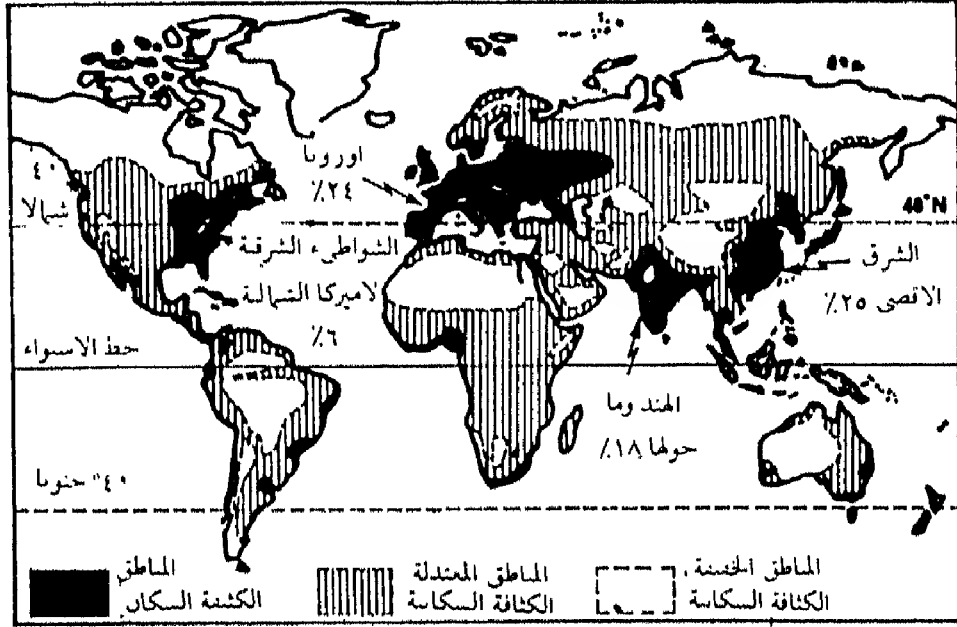 اوروبا
٢٤٪
٤٠°
شمالا
40°N
الشواطىء الشرقية
لاميركا الشمالية
٦٪
الشرق
الاقصى ٢٥٪
خط الاستواء
الهند وما
حولها ١٨٪
٤٠° جنوبا
المناطق
الكثيفة السكان
المناطق المعتدلة
الكثافة السكانية
المناطق الخفيفة
الكثافة السكانية